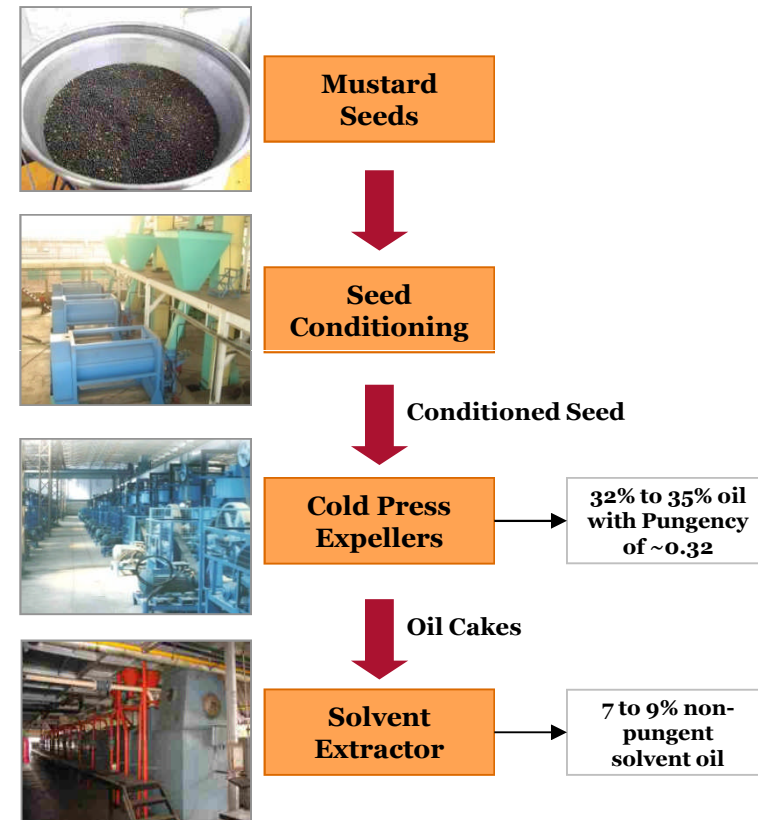 Mustard
Seeds
Seed
Conditioning
Conditioned Seed
Cold Press
Expellers
32% to 35% oil
with Pungency
of ~0.32
Oil Cakes
Solvent
Extractor
7 to 9% non-
pungent
solvent oil